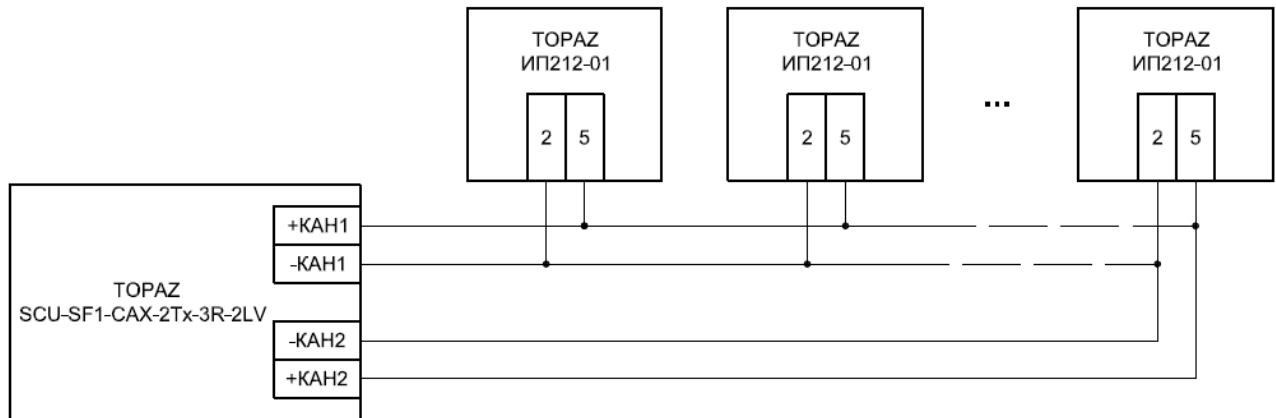 TOPAZ
ИП212-01
2 5
TOPAZ
ИП212-01
2 5
...
TOPAZ
ИП212-01
2 5
TOPAZ
SCU-SF1-CAX-2Tx-3R-2LV
+КАН1
-КАН1
-КАН2
+КАН2